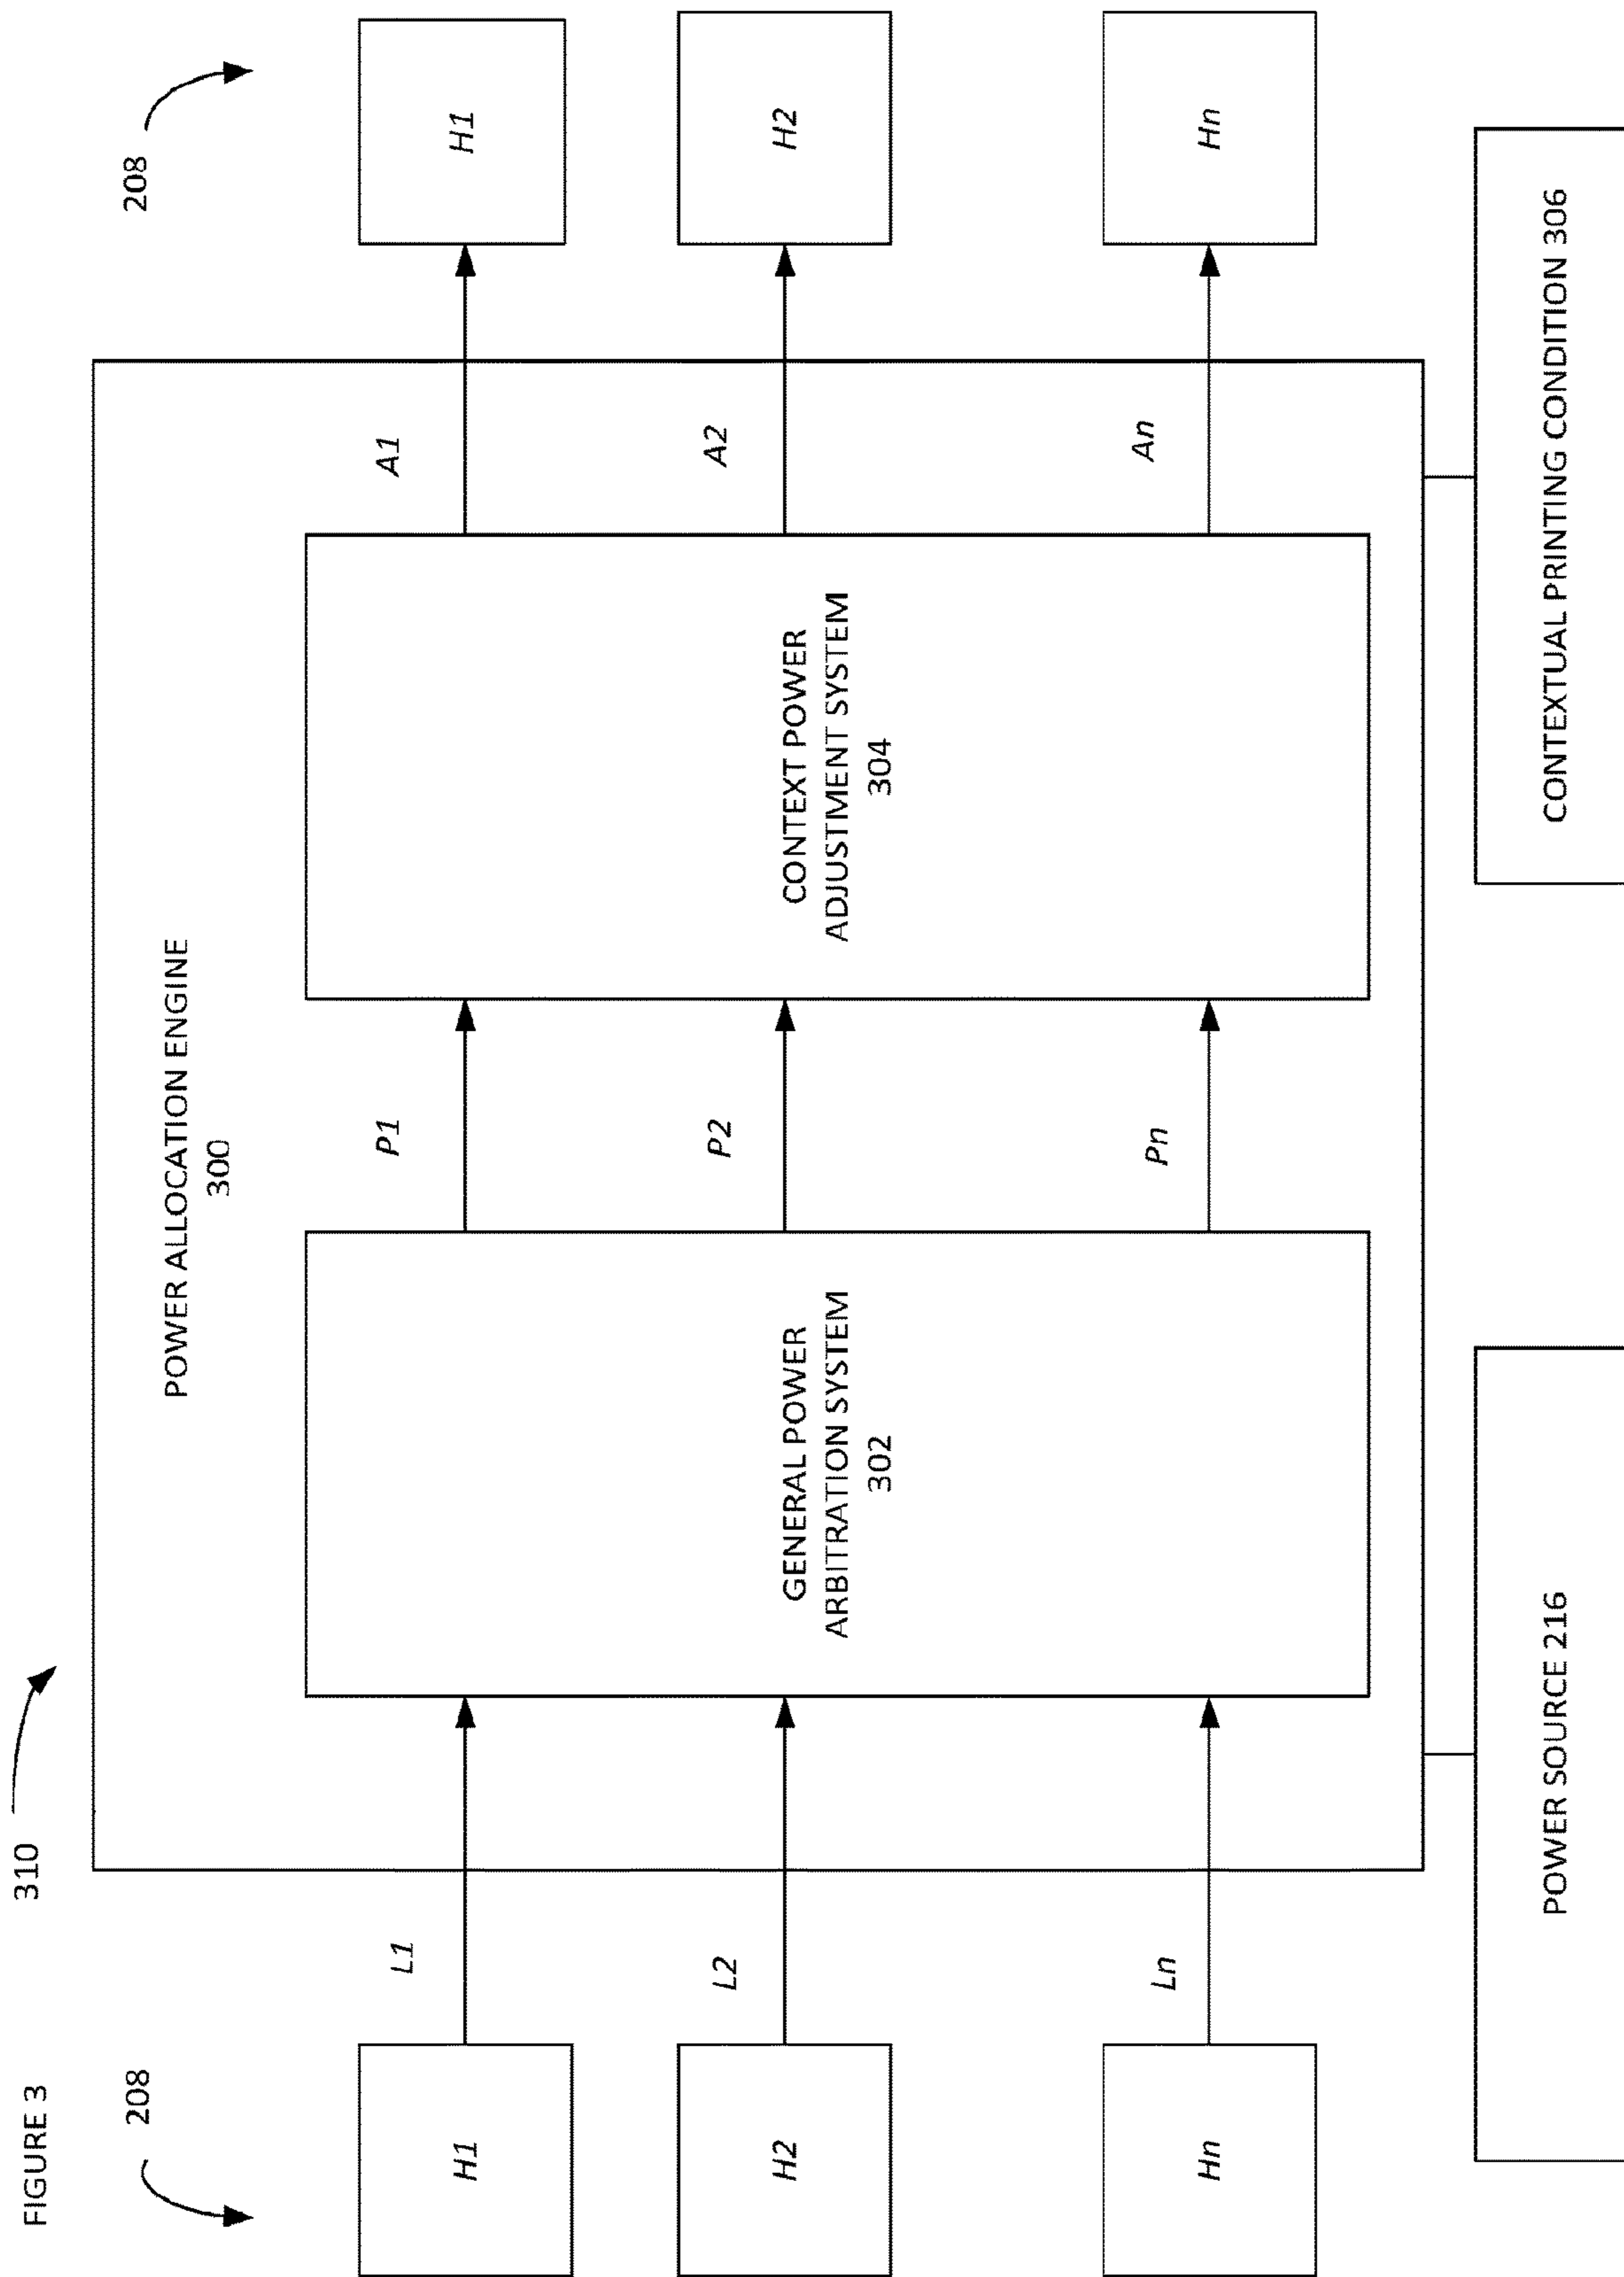 FIGURE 3
310
208
208
POWER ALLOCATION ENGINE
300
H1
L1
P1
A1
H1
GENERAL POWER
ARBITRATION SYSTEM
302
CONTEXT POWER
ADJUSTMENT SYSTEM
304
H2
L2
P2
A2
H2
Hn
Ln
Pn
An
Hn
POWER SOURCE 216
CONTEXTUAL PRINTING CONDITION 306